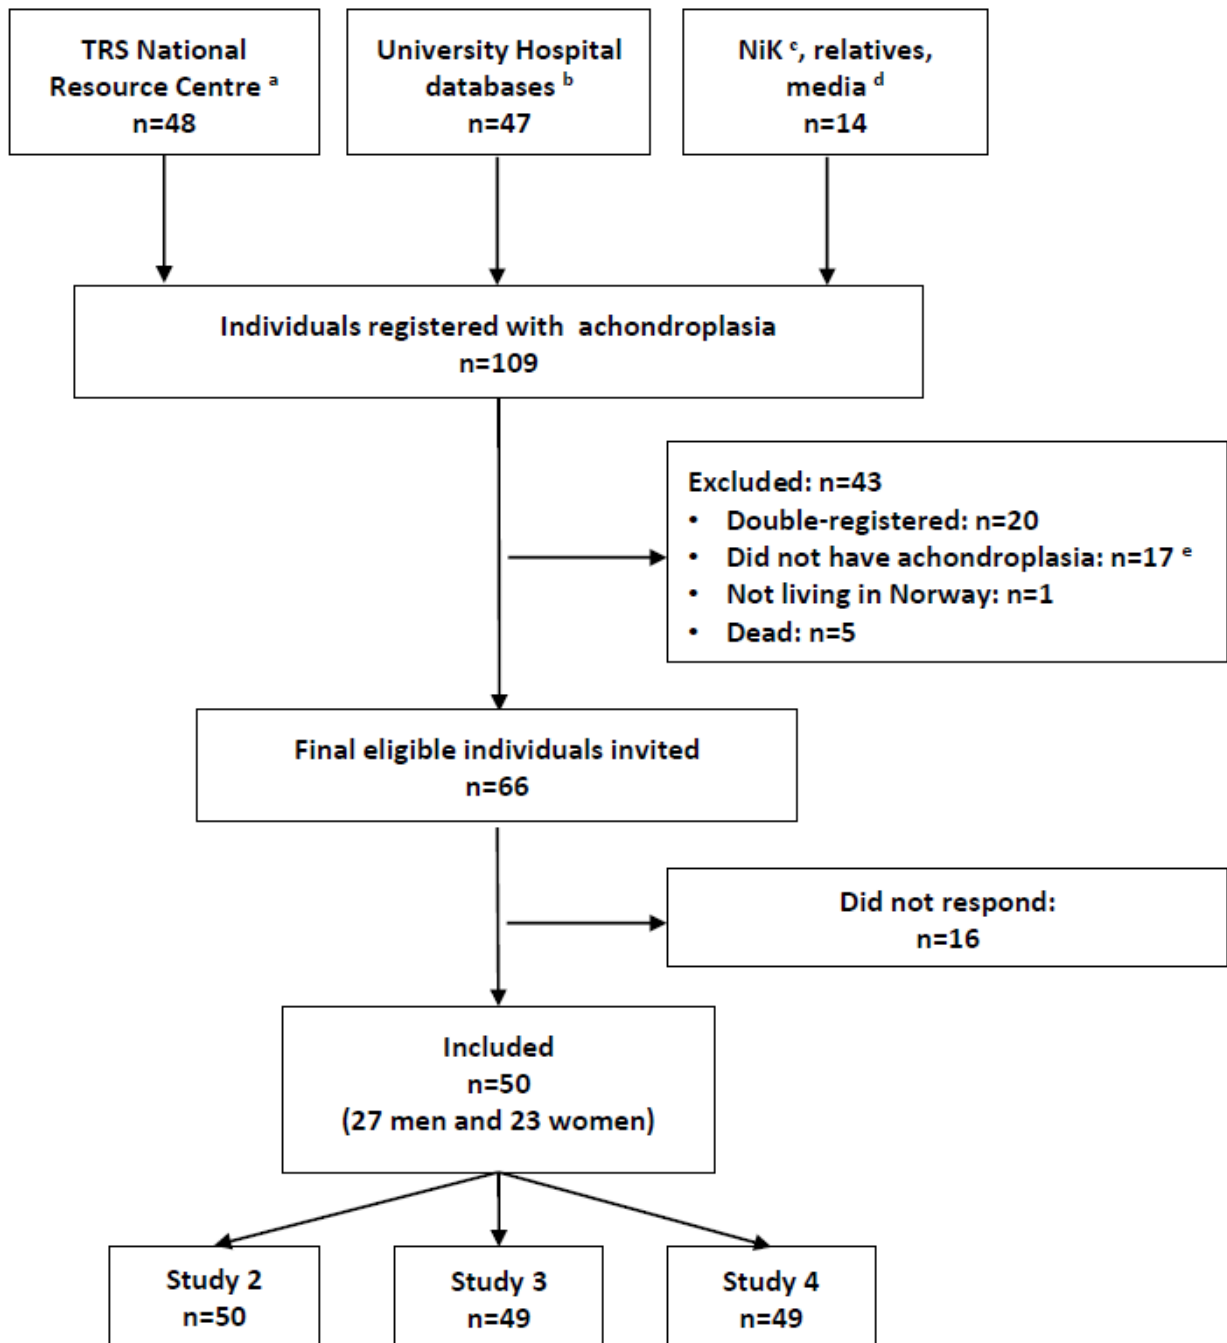 TRS National
Resource Centre a
n=48
University Hospital
databases b
n=47
NiK c, relatives,
media d
n=14
Individuals registered with achondroplasia
n=109
Excluded: n=43
• Double-registered: n=20
• Did not have achondroplasia: n=17 e
• Not living in Norway: n=1
• Dead: n=5
Final eligible individuals invited
n=66
Did not respond:
n=16
Included
n=50
(27 men and 23 women)
Study 2
n=50
Study 3
n=49
Study 4
n=49